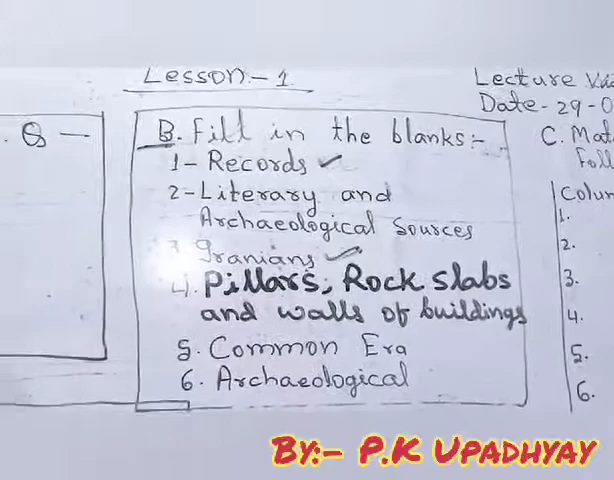 Lesson - 1
Lecture
Date - 29-0
. Q —
B. Fill in the blanks:-
1- Records ✓
2- Literary and
Archaeological Sources
3. Iranians ✓
4. Pillars, Rock slabs
and walls of buildings
5. Common Era
6. Archaeological
C. Mat
Foll
Colum
1.
2.
3.
4.
5.
6.
By:- P.K Upadhyay